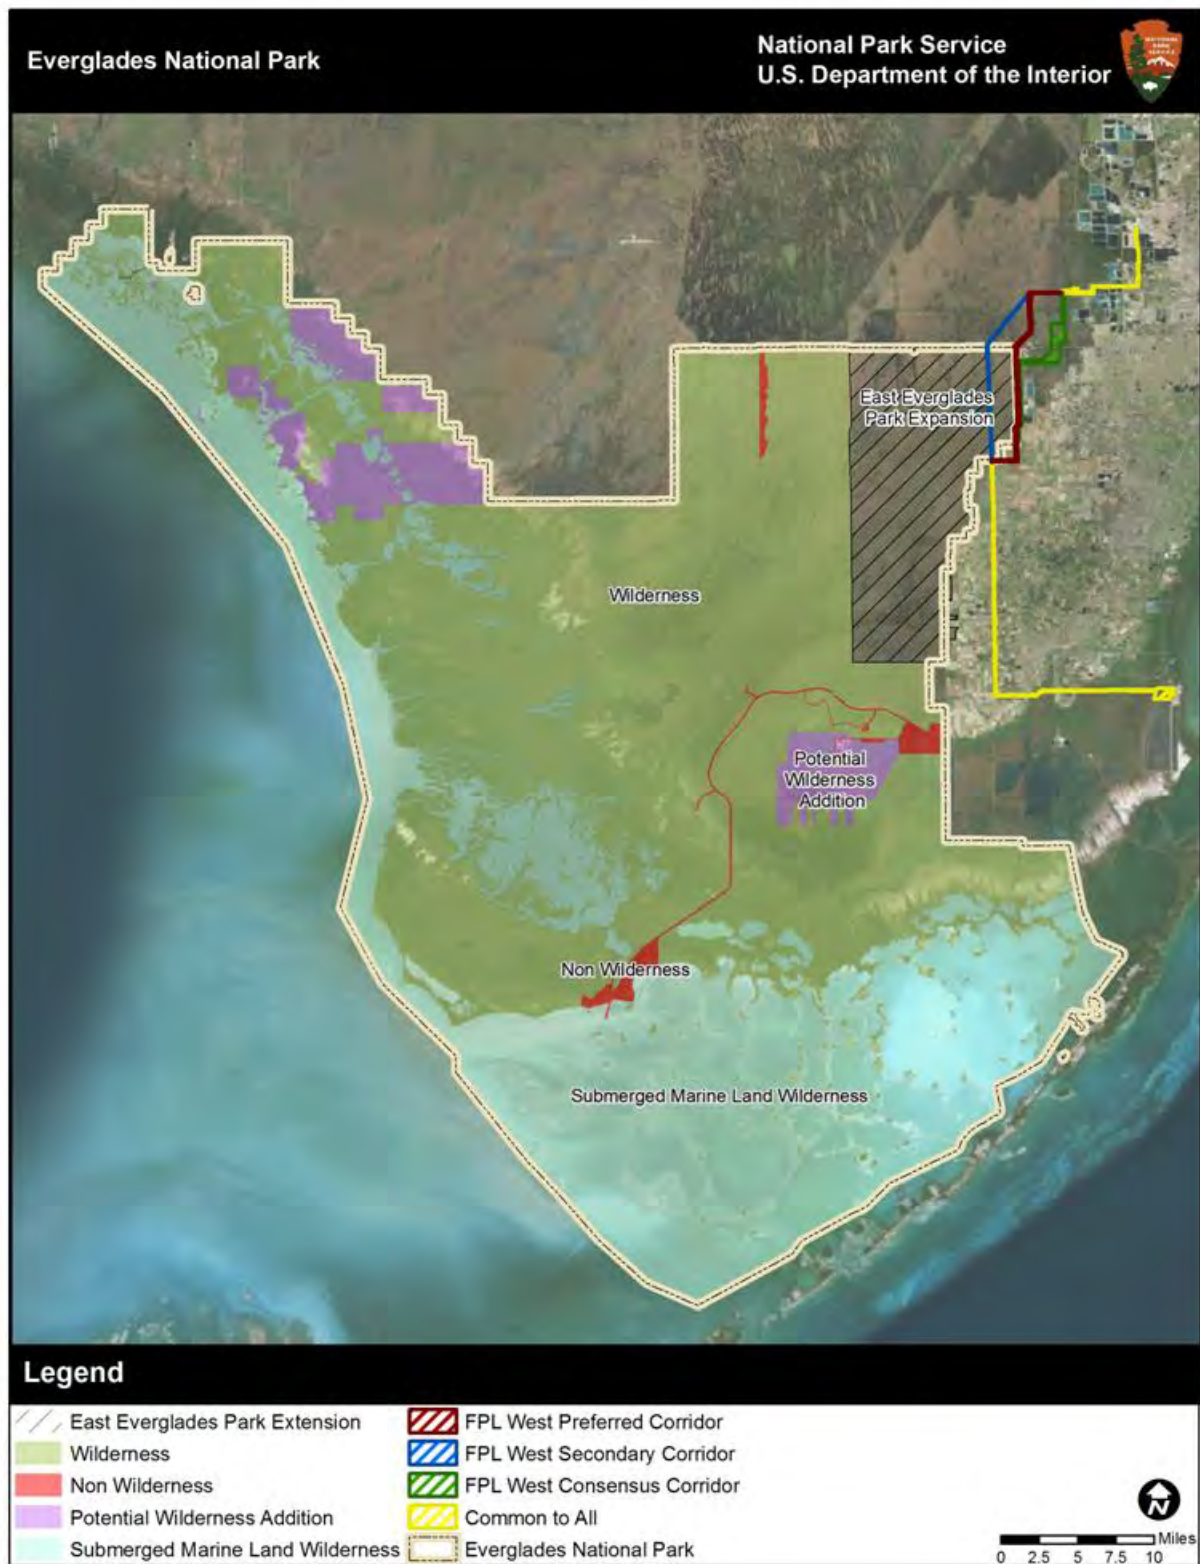 Everglades National Park
National Park Service
U.S. Department of the Interior
NATIONAL
PARK
SERVICE
East Everglades
Park Expansion
Wilderness
Potential
Wilderness
Addition
Non Wilderness
Submerged Marine Land Wilderness
Legend
East Everglades Park Extension
Wilderness
Non Wilderness
Potential Wilderness Addition
Submerged Marine Land Wilderness
FPL West Preferred Corridor
FPL West Secondary Corridor
FPL West Consensus Corridor
Common to All
Everglades National Park
N
Miles
0 2.5 5 7.5 10